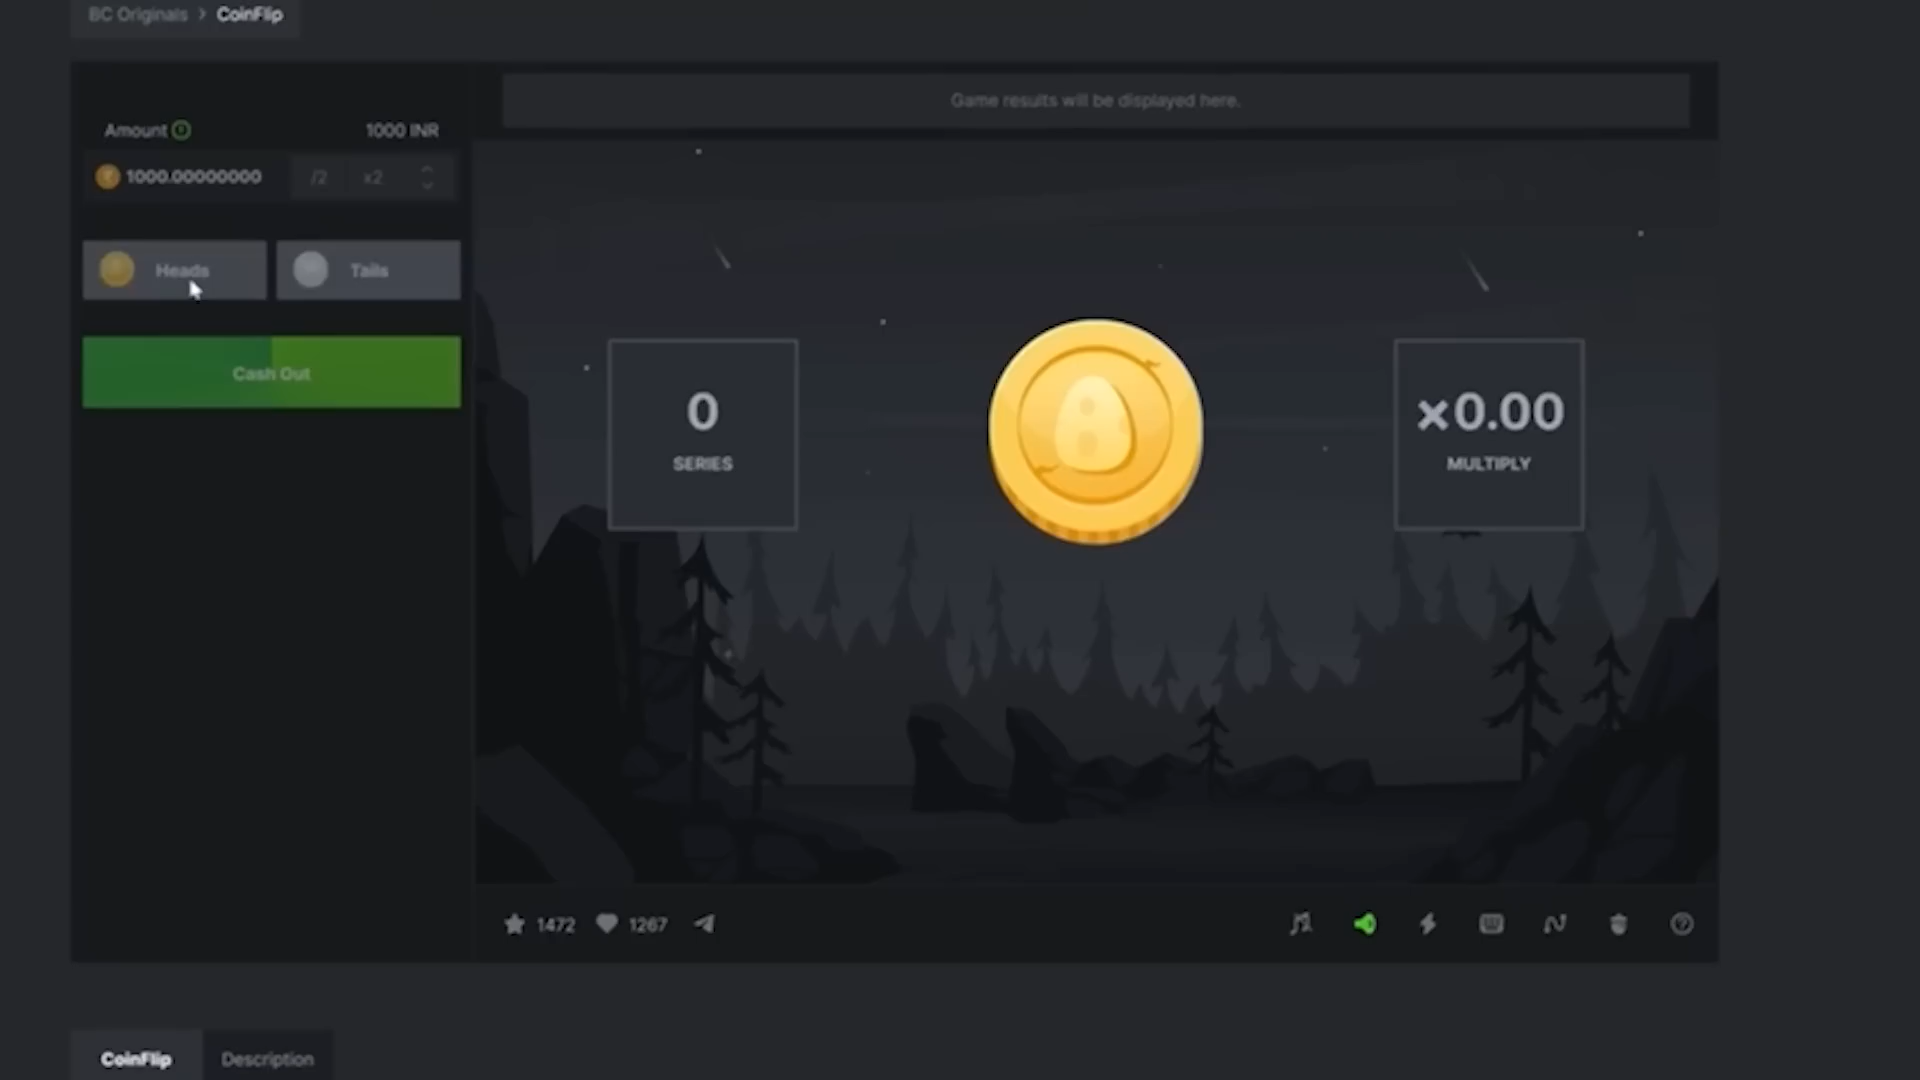 BC Originals > CoinFlip
Game results will be displayed here.
Amount 1000 INR
1000.00000000 /2 x2
Heads Tails
Cash Out
0
SERIES
×0.00
MULTIPLY
1472 1267
CoinFlip Description